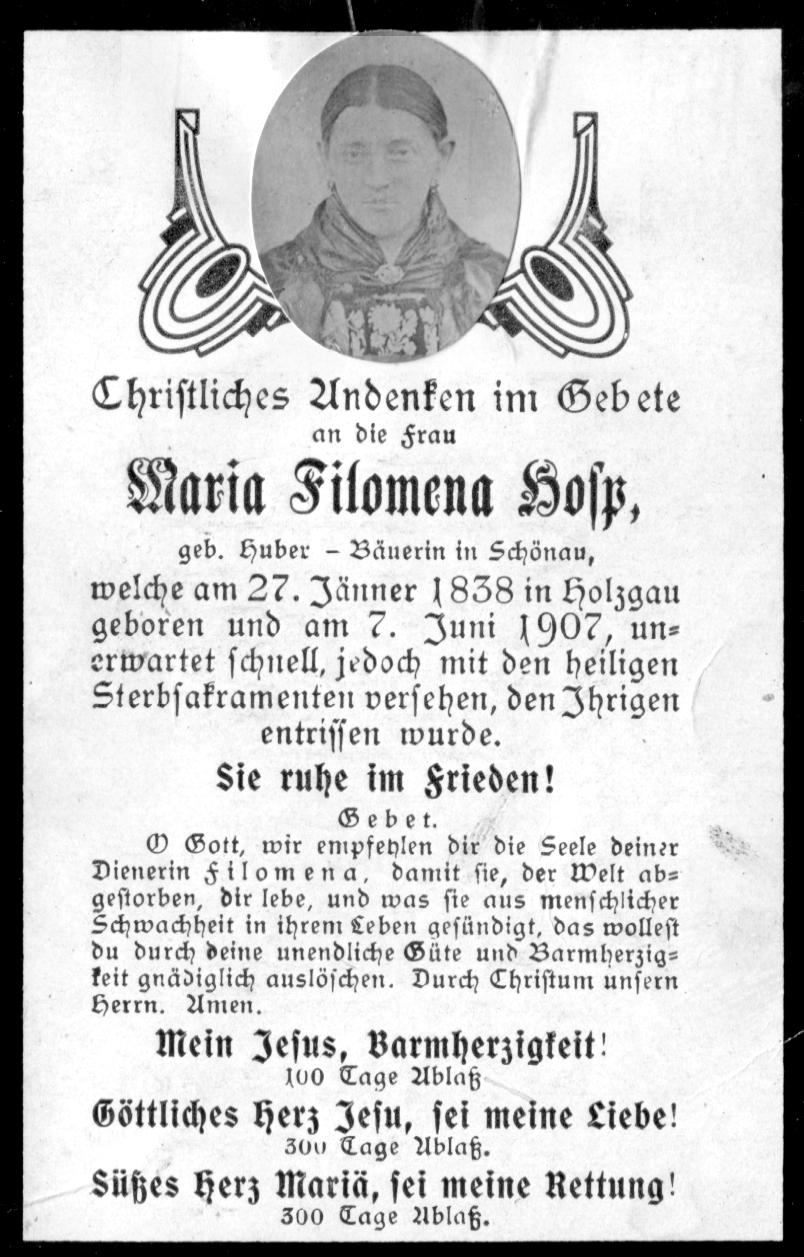 Christliches Andenken im Gebete
an die Frau
Maria Filomena Hosp,
geb. Huber – Bäuerin in Schönau,
welche am 27. Jänner 1838 in Holzgau
geboren und am 7. Juni 1907, un-
erwartet schnell, jedoch mit den heiligen
Sterbsakramenten versehen, den Ihrigen
entrissen wurde.
Sie ruhe im Frieden!
Gebet.
O Gott, wir empfehlen dir die Seele deiner
Dienerin Filomena, damit sie, der Welt ab-
gestorben, dir lebe, und was sie aus menschlicher
Schwachheit in ihrem Leben gesündigt, das wollest
du durch deine unendliche Güte und Barmherzig-
keit gnädiglich auslöschen. Durch Christum unsern
Herrn. Amen.
Mein Jesus, Barmherzigkeit!
100 Tage Ablaß
Göttliches Herz Jesu, sei meine Liebe!
300 Tage Ablaß.
Süßes Herz Mariä, sei meine Rettung!
300 Tage Ablaß.